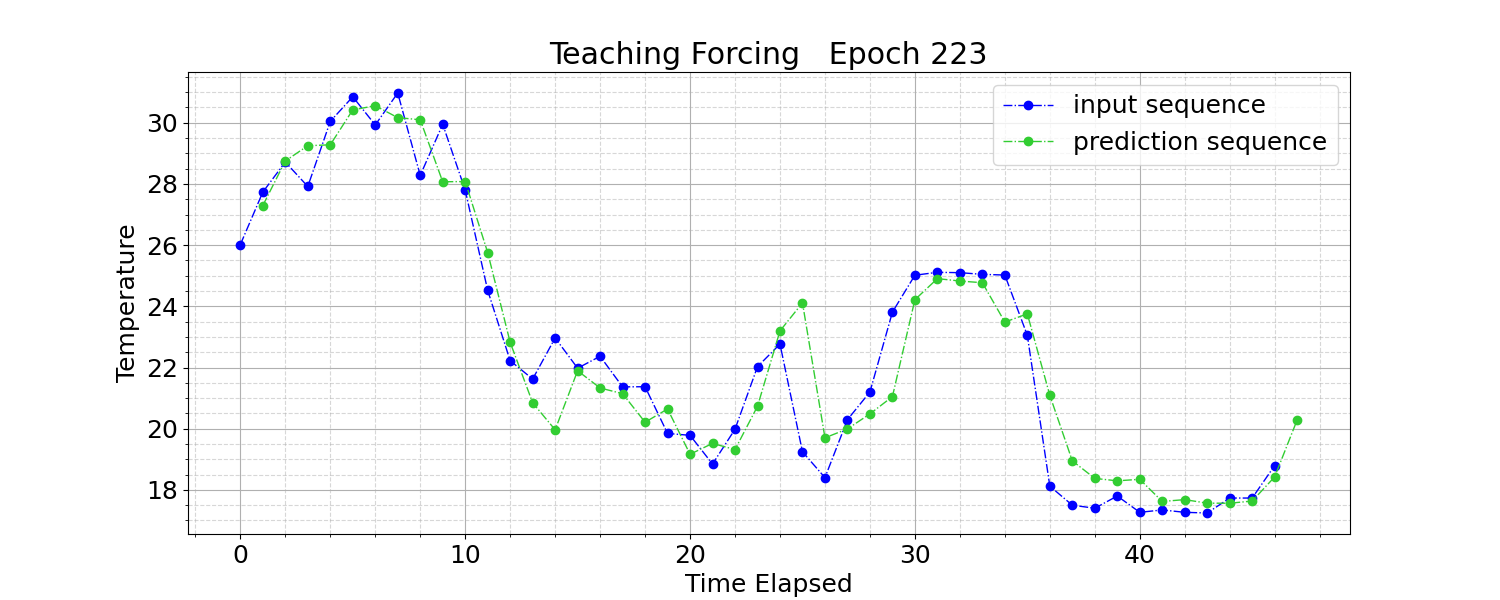 Teaching Forcing   Epoch 223
input sequence
prediction sequence
Temperature
30
28
26
24
22
20
18
0 10 20 30 40
Time Elapsed